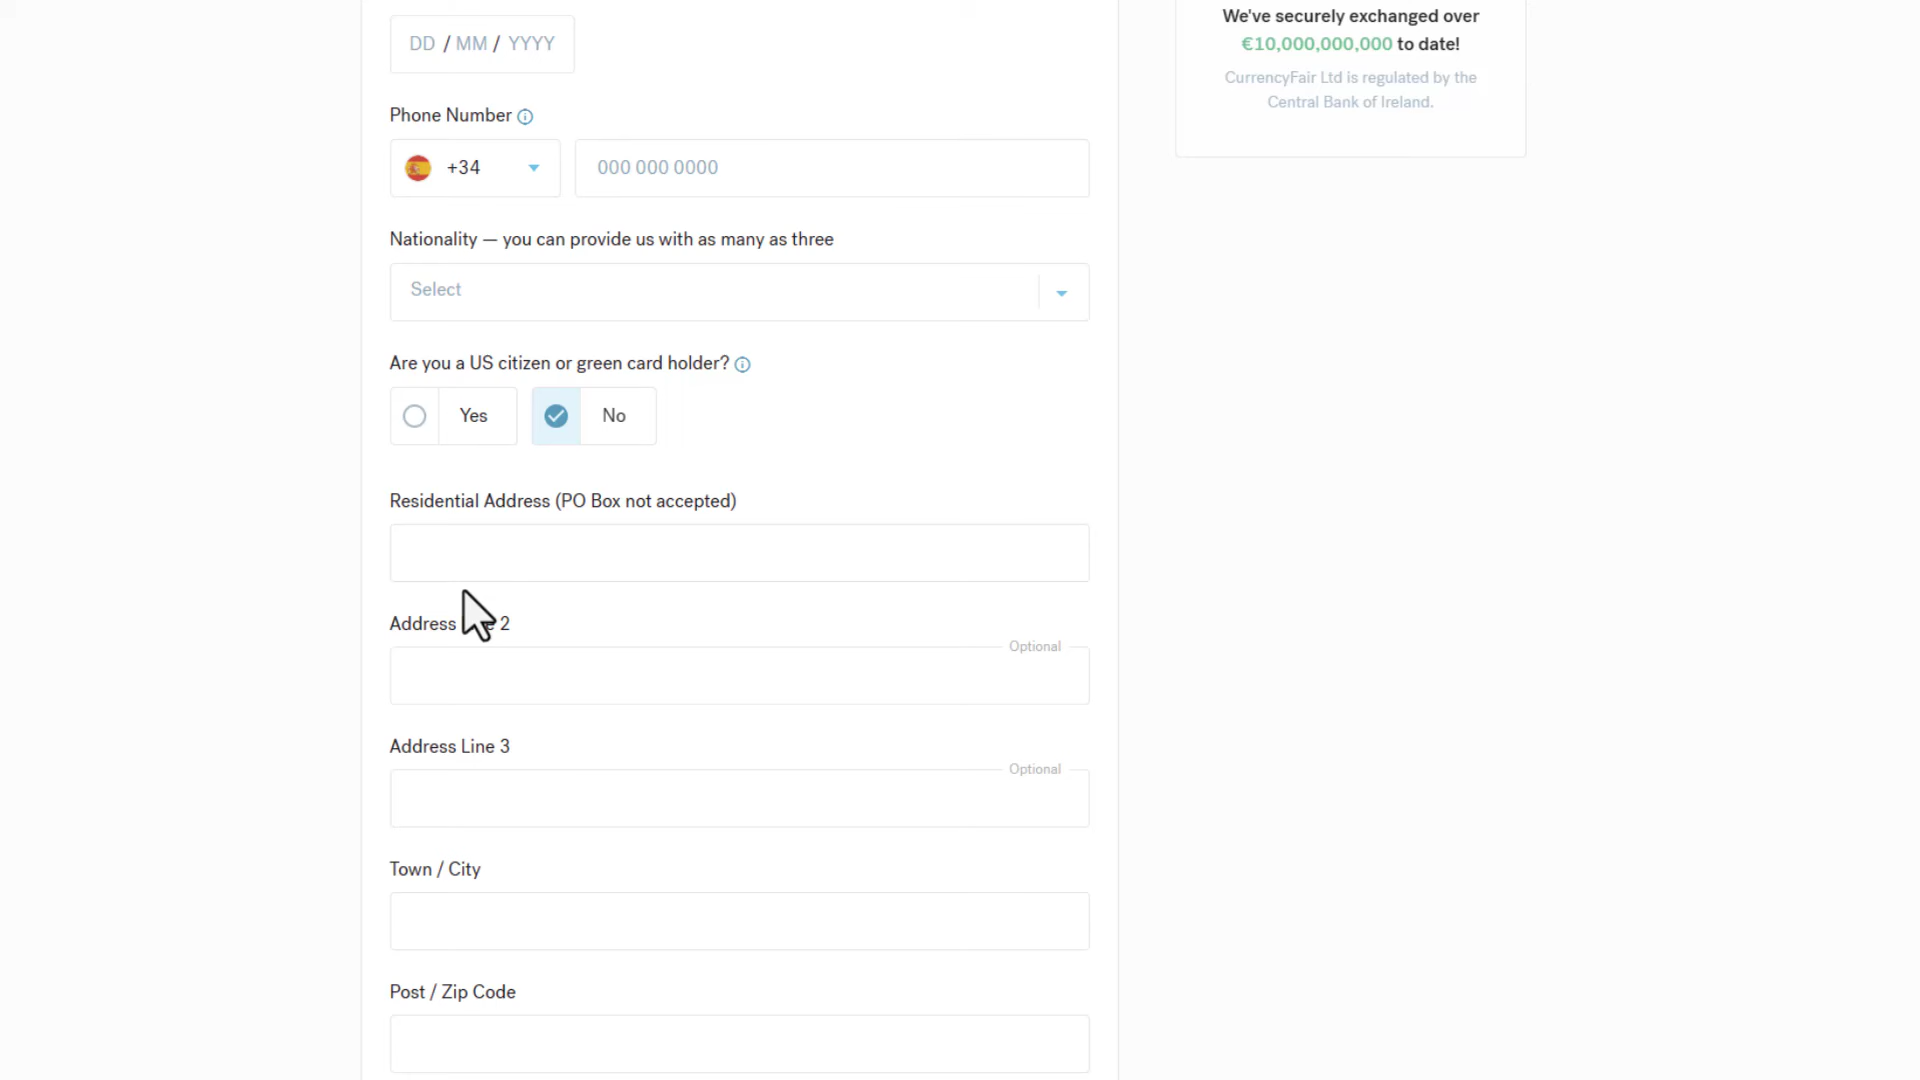 DD / MM / YYYY
We've securely exchanged over
€10,000,000,000 to date!
CurrencyFair Ltd is regulated by the
Central Bank of Ireland.
Phone Number
+34
000 000 0000
Nationality — you can provide us with as many as three
Select
Are you a US citizen or green card holder?
Yes
No
Residential Address (PO Box not accepted)
Address 2
Optional
Address Line 3
Optional
Town / City
Post / Zip Code